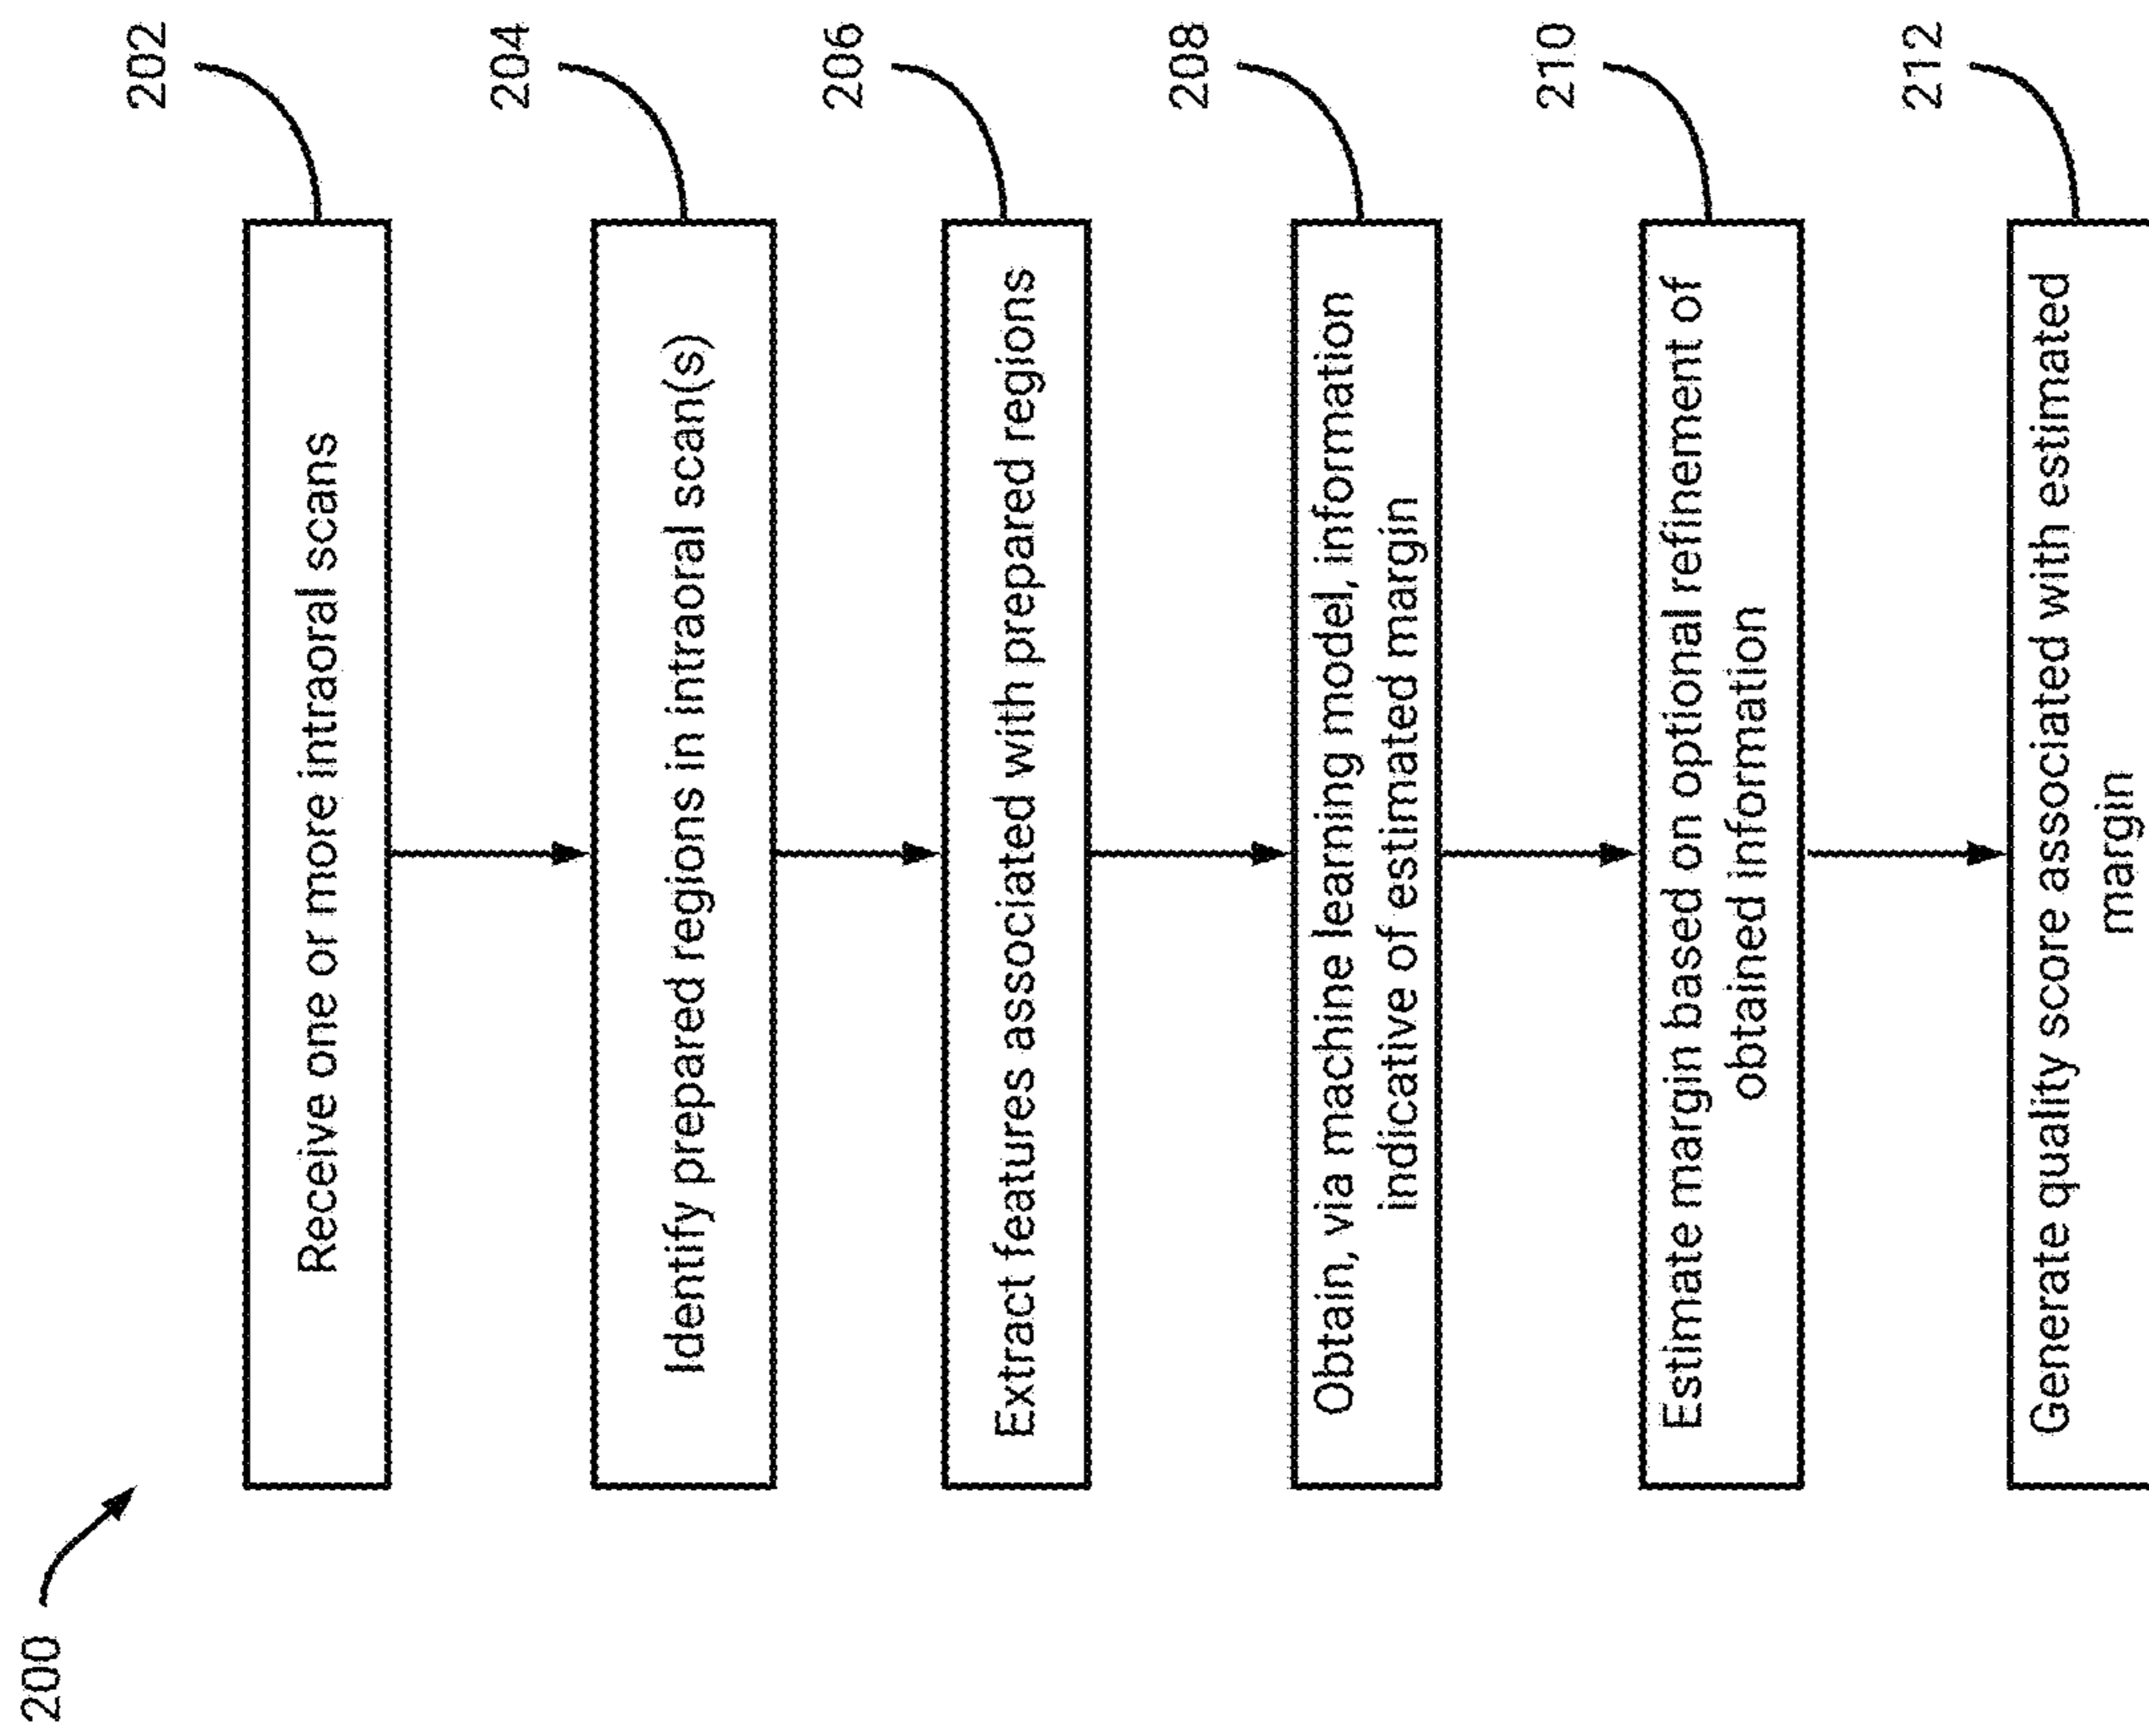 200
202
Receive one or more intraoral scans
204
Identify prepared regions in intraoral scan(s)
206
Extract features associated with prepared regions
208
Obtain, via machine learning model, information
indicative of estimated margin
210
Estimate margin based on optional refinement of
obtained information
212
Generate quality score associated with estimated
margin